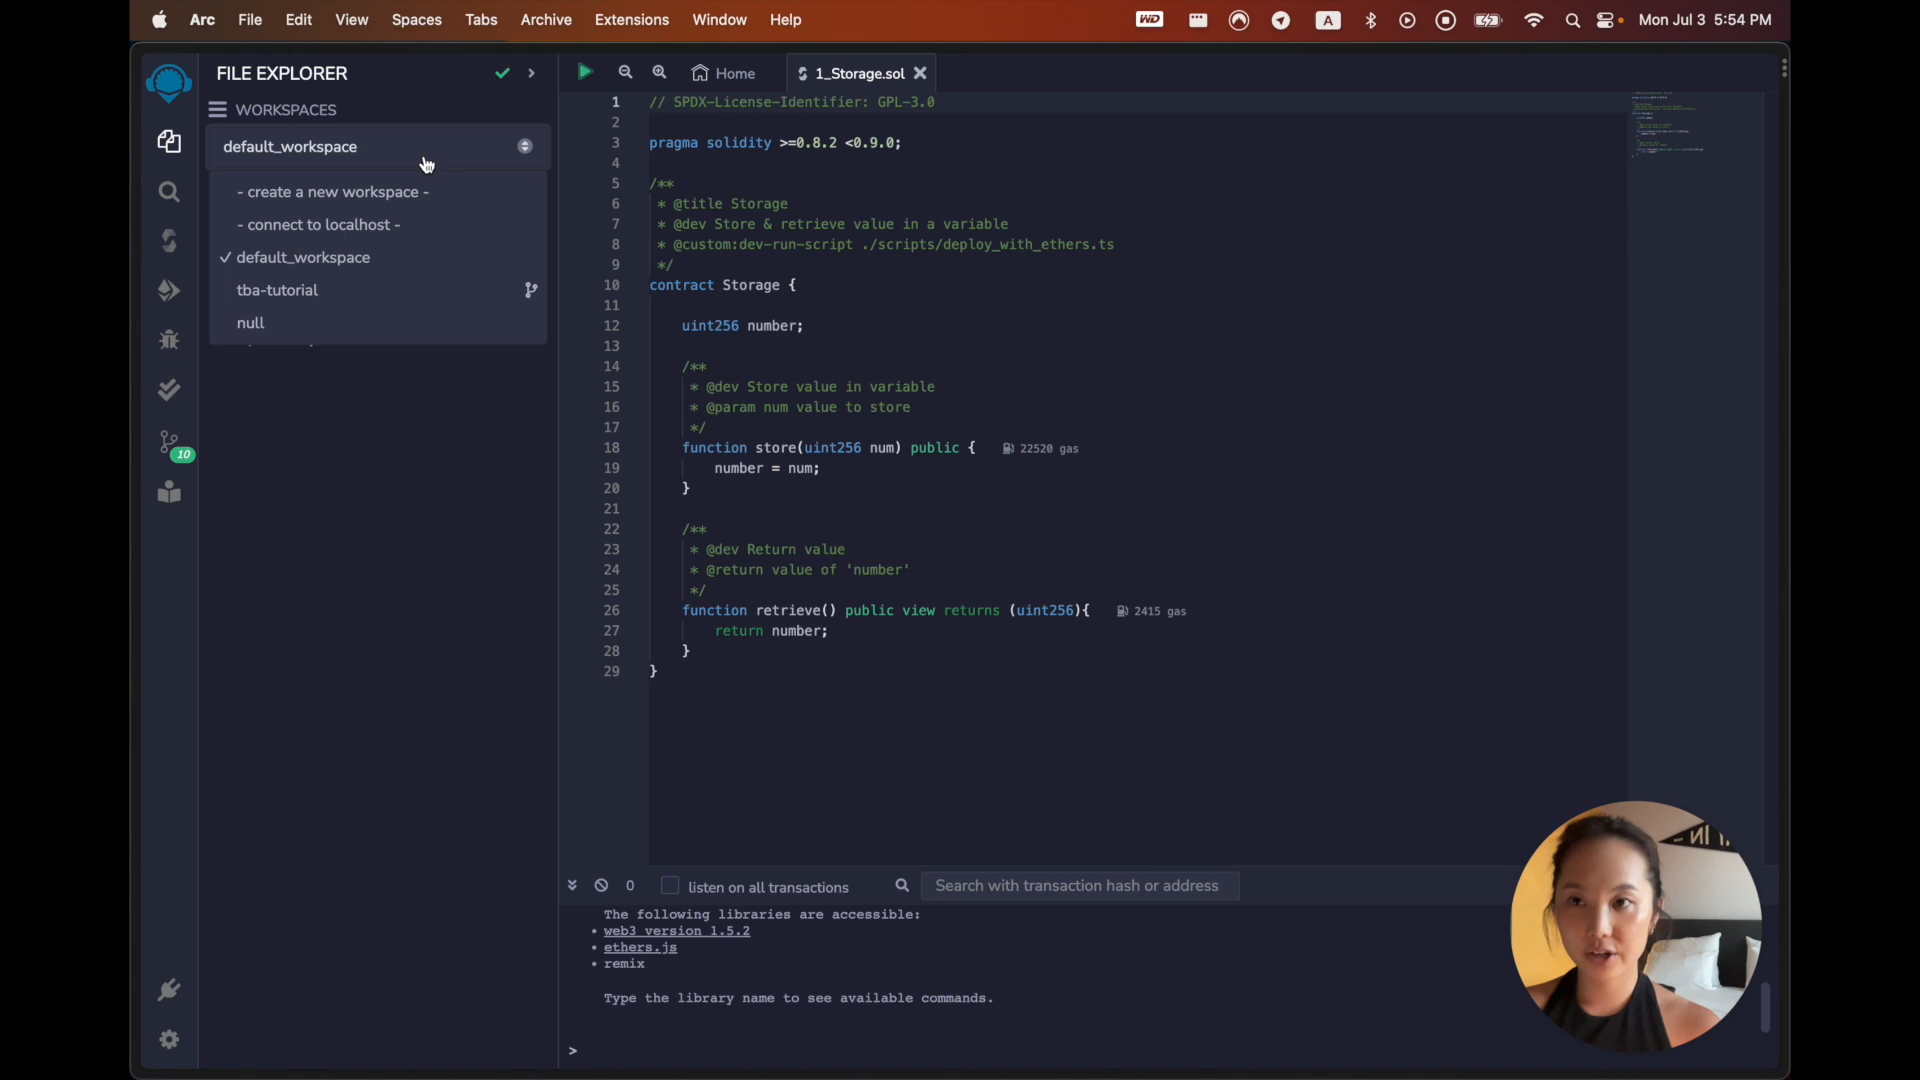 Arc File Edit View Spaces Tabs Archive Extensions Window Help WD A Mon Jul 3 5:54 PM
FILE EXPLORER
WORKSPACES
default_workspace
- create a new workspace -
- connect to localhost -
✓ default_workspace
tba-tutorial
null
10
Home
1_Storage.sol
1 // SPDX-License-Identifier: GPL-3.0
2
3 pragma solidity >=0.8.2 <0.9.0;
4
5 /**
6 * @title Storage
7 * @dev Store & retrieve value in a variable
8 * @custom:dev-run-script ./scripts/deploy_with_ethers.ts
9 */
10 contract Storage {
11
12 uint256 number;
13
14 /**
15 * @dev Store value in variable
16 * @param num value to store
17 */
18 function store(uint256 num) public { 22520 gas
19 number = num;
20 }
21
22 /**
23 * @dev Return value
24 * @return value of 'number'
25 */
26 function retrieve() public view returns (uint256){ 2415 gas
27 return number;
28 }
29 }
0 listen on all transactions Search with transaction hash or address
The following libraries are accessible:
• web3 version 1.5.2
• ethers.js
• remix
Type the library name to see available commands.
>